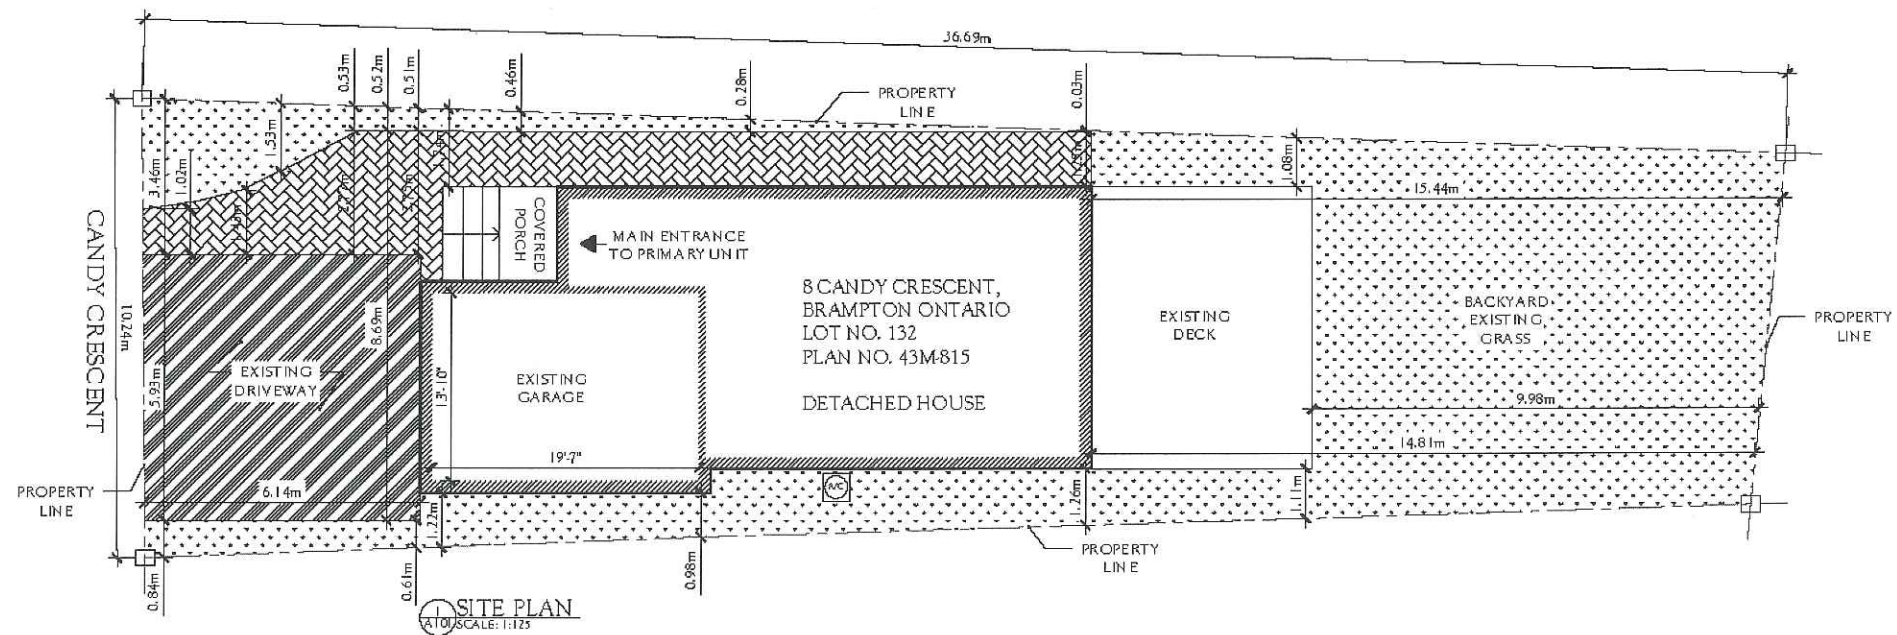 36.69m
0.53m
0.52m
0.51m
0.46m
0.28m
0.03m
PROPERTY
LINE
1.53m
3.46m
1.02m
1.08m
15.44m
COVERED
PORCH
MAIN ENTRANCE
TO PRIMARY UNIT
CANDY CRESCENT
10.24m
8 CANDY CRESCENT,
BRAMPTON ONTARIO
LOT NO. 132
PLAN NO. 43M-815
DETACHED HOUSE
EXISTING
DECK
BACKYARD
EXISTING
GRASS
PROPERTY
LINE
8.69m
EXISTING
DRIVEWAY
5.93m
13'-10"
EXISTING
GARAGE
9.98m
14.81m
19'-7"
6.14m
PROPERTY
LINE
A/C
1.22m
1.26m
1.11m
PROPERTY
LINE
0.84m
0.61m
0.98m
1
A101
SITE PLAN
SCALE: 1:125